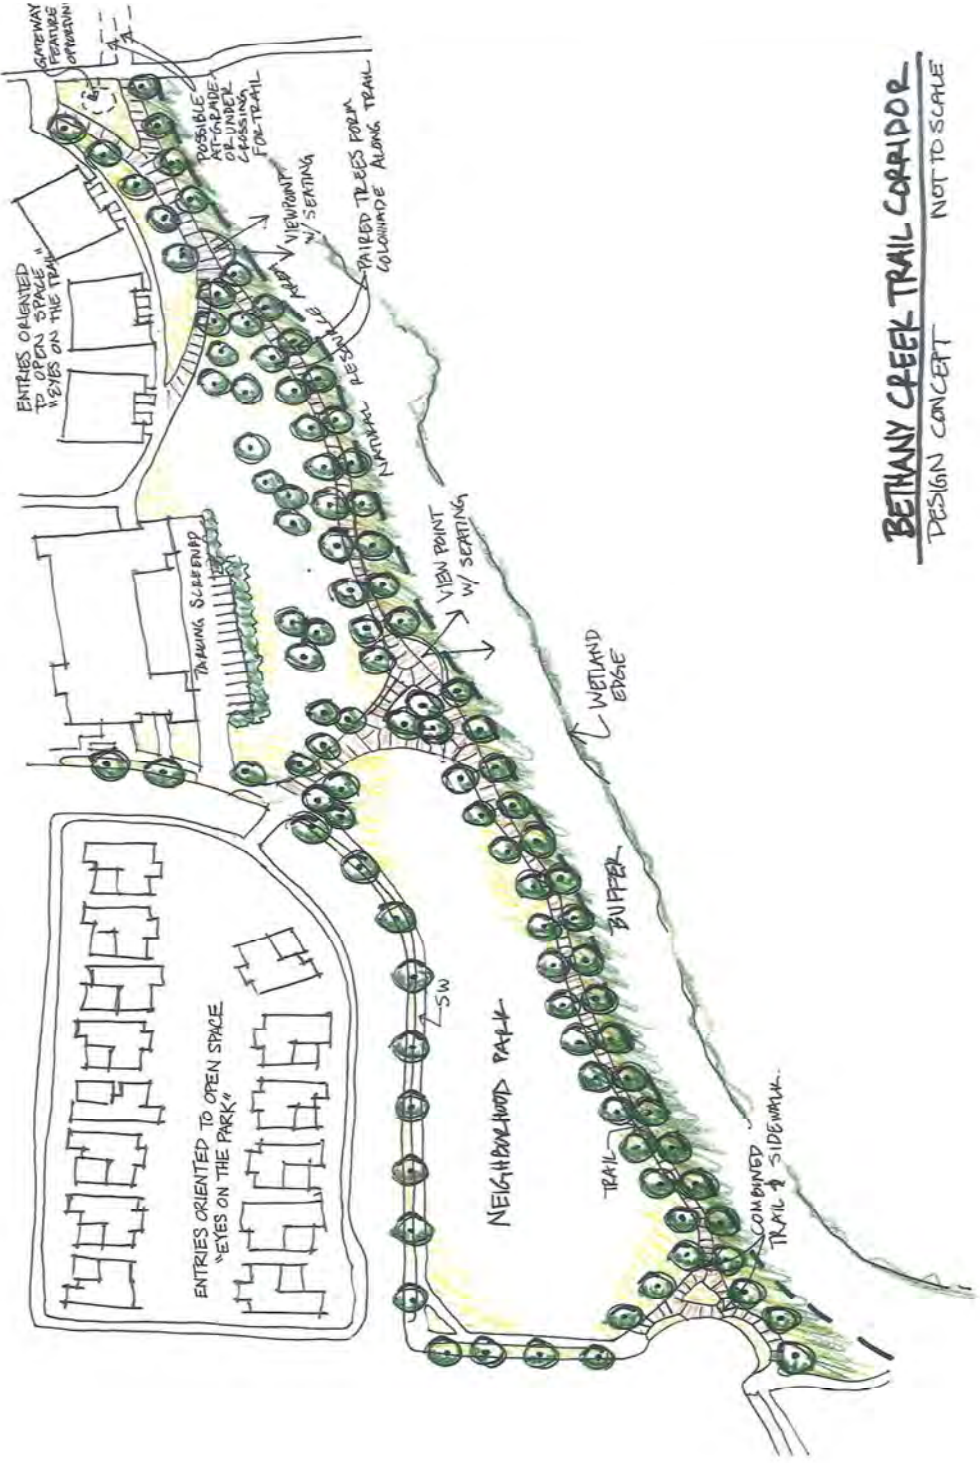 GATEWAY
FEATURE
OPPORTUNI
POSSIBLE
AT-GRADE
OR UNDER
CROSSING
FOR TRAIL
VIEWPOINT
W/ SEATING
PAIRED TREES FORM
COLONNADE ALONG TRAIL
ENTRIES ORIENTED
TO OPEN SPACE
"EYES ON THE TRAIL"
NATURAL RESOURCE AREA
PARKING SCREENED
VIEW POINT
W/ SEATING
WETLAND
EDGE
BUFFER
ENTRIES ORIENTED TO OPEN SPACE
"EYES ON THE PARK"
SW
NEIGHBORHOOD PARK
TRAIL
COMBINED
TRAIL & SIDEWALK.
BETHANY CREEK TRAIL CORRIDOR
DESIGN CONCEPT NOT TO SCALE